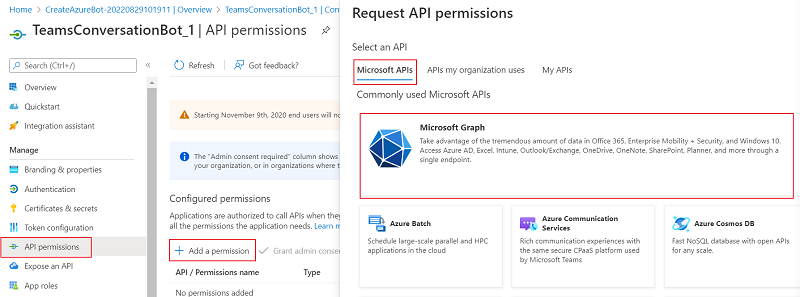 Home > CreateAzureBot-20220829101911 | Overview > TeamsConversationBot_1 | Con
TeamsConversationBot_1 | API permissions
Search (Ctrl+/)
Overview
Quickstart
Integration assistant
Manage
Branding & properties
Authentication
Certificates & secrets
Token configuration
API permissions
Expose an API
App roles
Refresh
Got feedback?
Starting November 9th, 2020 end users will no
The "Admin consent required" column shows
your organization, or in organizations where t
Configured permissions
Applications are authorized to call APIs when they
all the permissions the application needs. Learn m
Add a permission
Grant admin consen
API / Permissions name
Type
No permissions added
Request API permissions
Select an API
Microsoft APIs
APIs my organization uses
My APIs
Commonly used Microsoft APIs
Microsoft Graph
Take advantage of the tremendous amount of data in Office 365, Enterprise Mobility + Security, and Windows 10.
Access Azure AD, Excel, Intune, Outlook/Exchange, OneDrive, OneNote, SharePoint, Planner, and more through a
single endpoint.
Azure Batch
Schedule large-scale parallel and HPC
applications in the cloud
Azure Communication
Services
Rich communication experiences with
the same secure CPaaS platform used
by Microsoft Teams
Azure Cosmos DB
Fast NoSQL database with open APIs
for any scale.